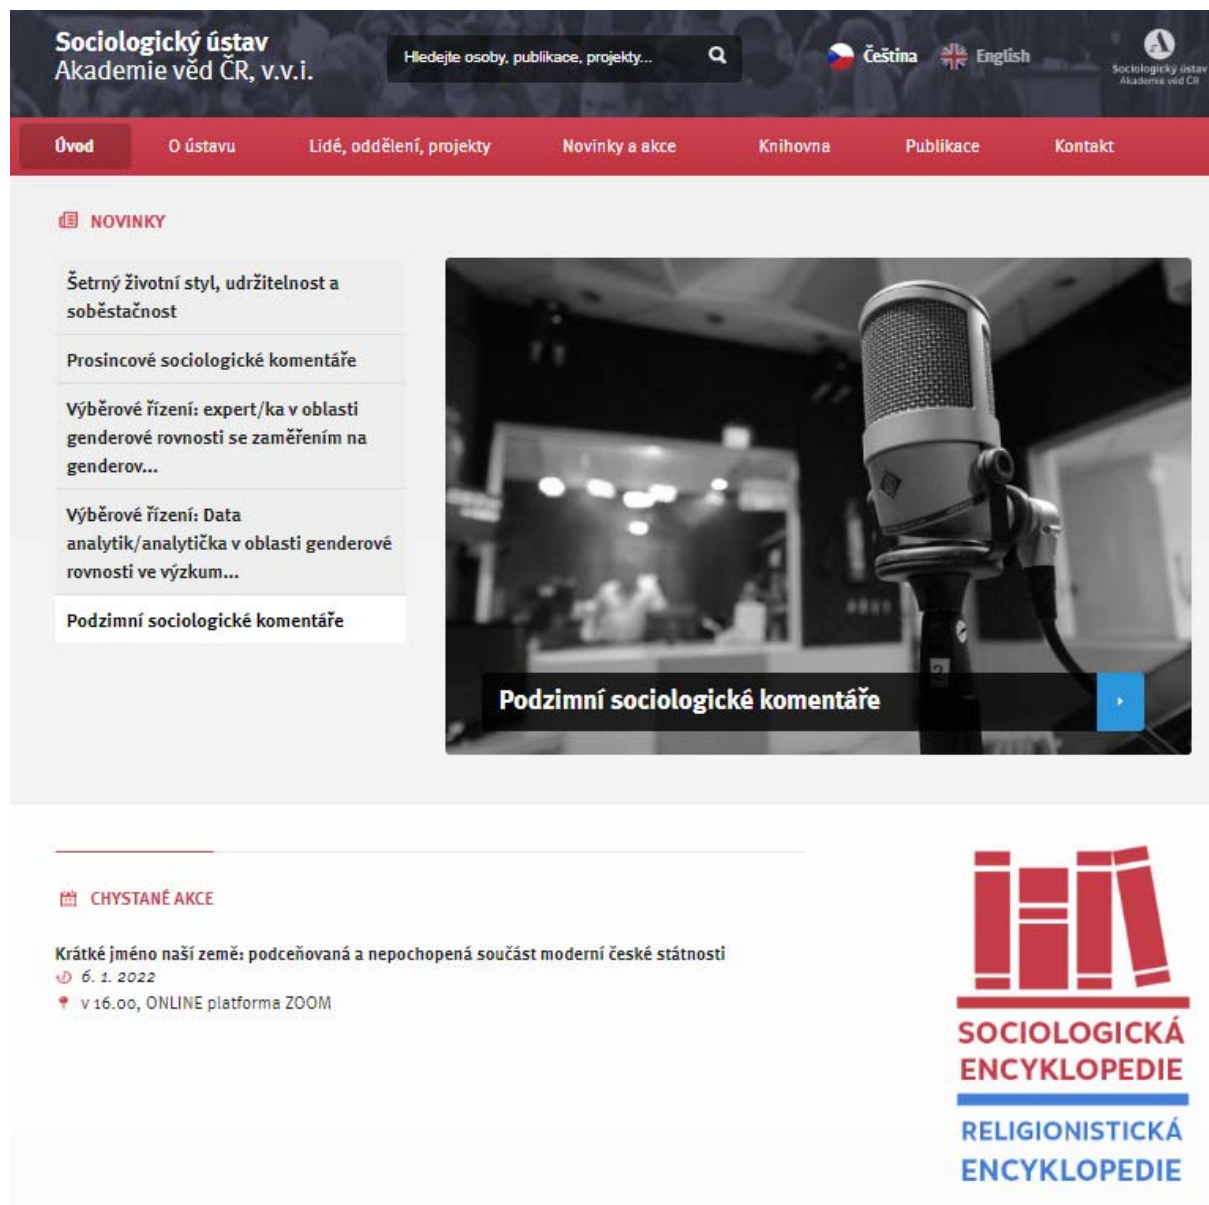 Sociologický ústav
Akademie věd ČR, v.v.i.
Hledejte osoby, publikace, projekty...
Čeština
English
Sociologický ústav
Akademie věd ČR
Úvod
O ústavu
Lidé, oddělení, projekty
Novinky a akce
Knihovna
Publikace
Kontakt
NOVINKY
Šetrný životní styl, udržitelnost a
soběstačnost
Prosincové sociologické komentáře
Výběrové řízení: expert/ka v oblasti
genderové rovnosti se zaměřením na
genderov...
Výběrové řízení: Data
analytik/analytička v oblasti genderové
rovnosti ve výzkum...
Podzimní sociologické komentáře
2
Podzimní sociologické komentáře
CHYSTANÉ AKCE
Krátké jméno naší země: podceňovaná a nepochopená součást moderní české státnosti
6. 1. 2022
v 16.00, ONLINE platforma ZOOM
SOCIOLOGICKÁ
ENCYKLOPEDIE
RELIGIONISTICKÁ
ENCYKLOPEDIE